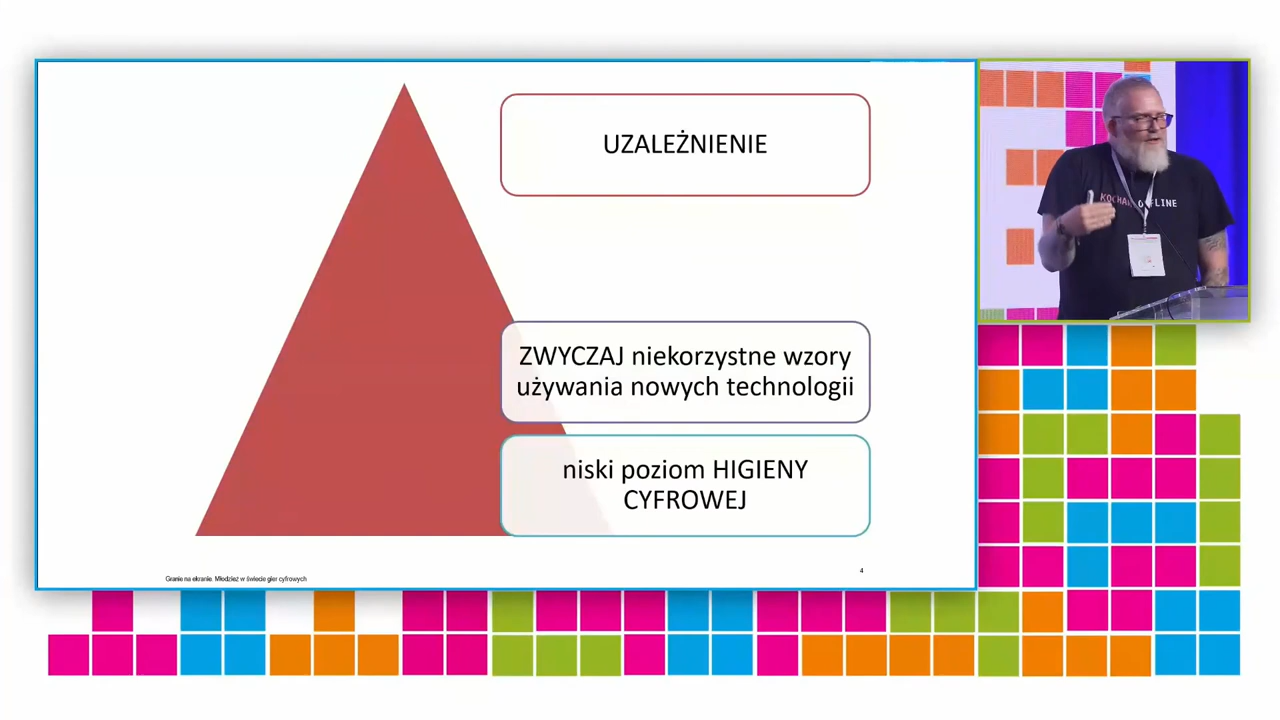 UZALEŻNIENIE
ZWYCZAJ niekorzystne wzory
używania nowych technologii
niski poziom HIGIENY
CYFROWEJ
Granie na ekranie. Młodzież w świecie gier cyfrowych
4